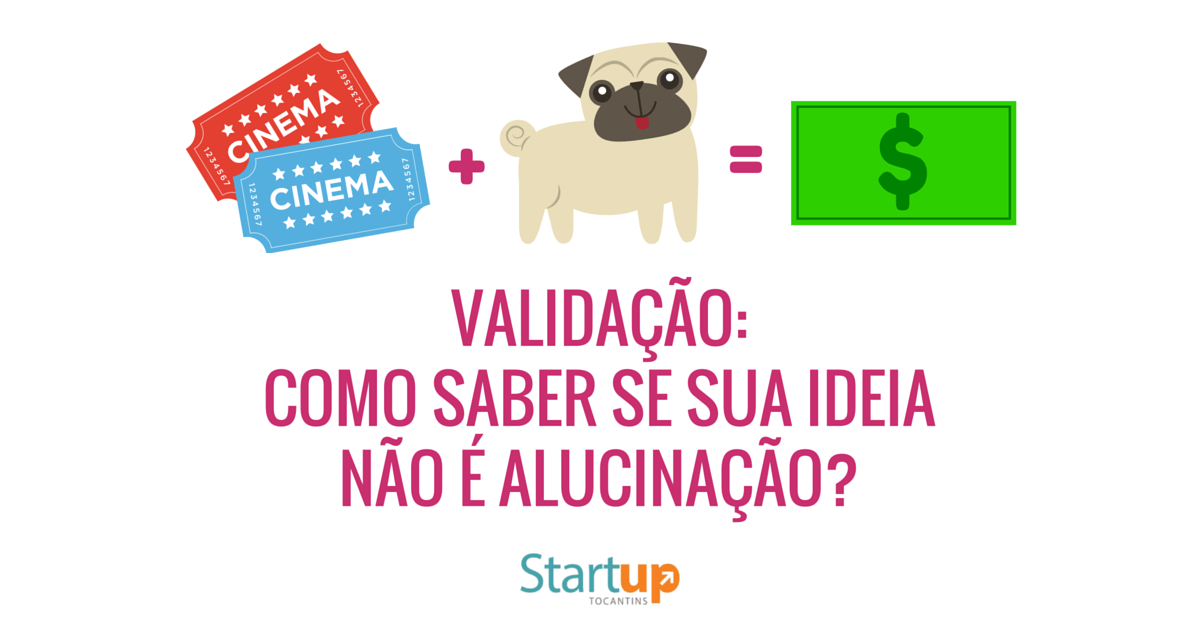 CINEMA
1234567
1234567
CINEMA
1234567
1234567
$
VALIDAÇÃO:
COMO SABER SE SUA IDEIA
NÃO É ALUCINAÇÃO?
Startup
TOCANTINS